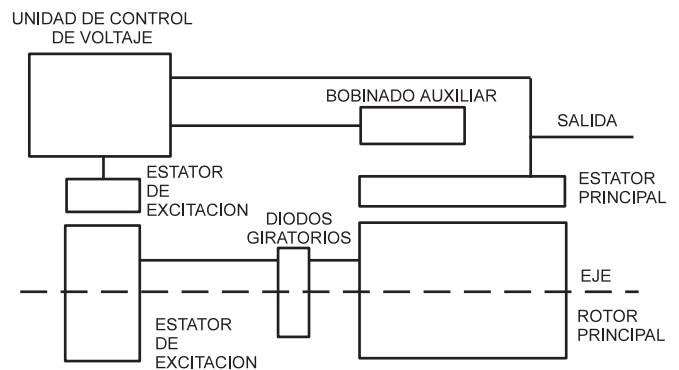 UNIDAD DE CONTROL
DE VOLTAJE
BOBINADO AUXILIAR
SALIDA
ESTATOR
DE
EXCITACION
ESTATOR
PRINCIPAL
DIODOS
GIRATORIOS
EJE
ESTATOR
DE
EXCITACION
ROTOR
PRINCIPAL